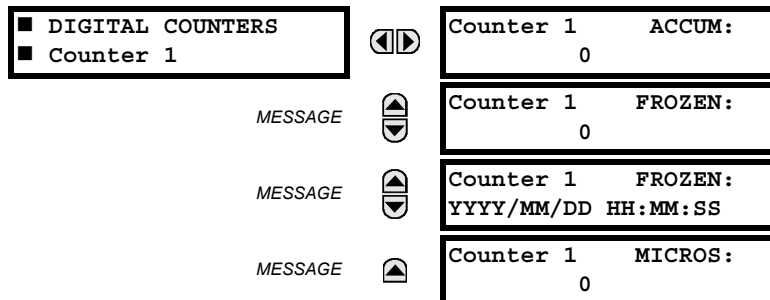 ■ DIGITAL COUNTERS
■ Counter 1
Counter 1 ACCUM:
0
MESSAGE
Counter 1 FROZEN:
0
MESSAGE
Counter 1 FROZEN:
YYYY/MM/DD HH:MM:SS
MESSAGE
Counter 1 MICROS:
0